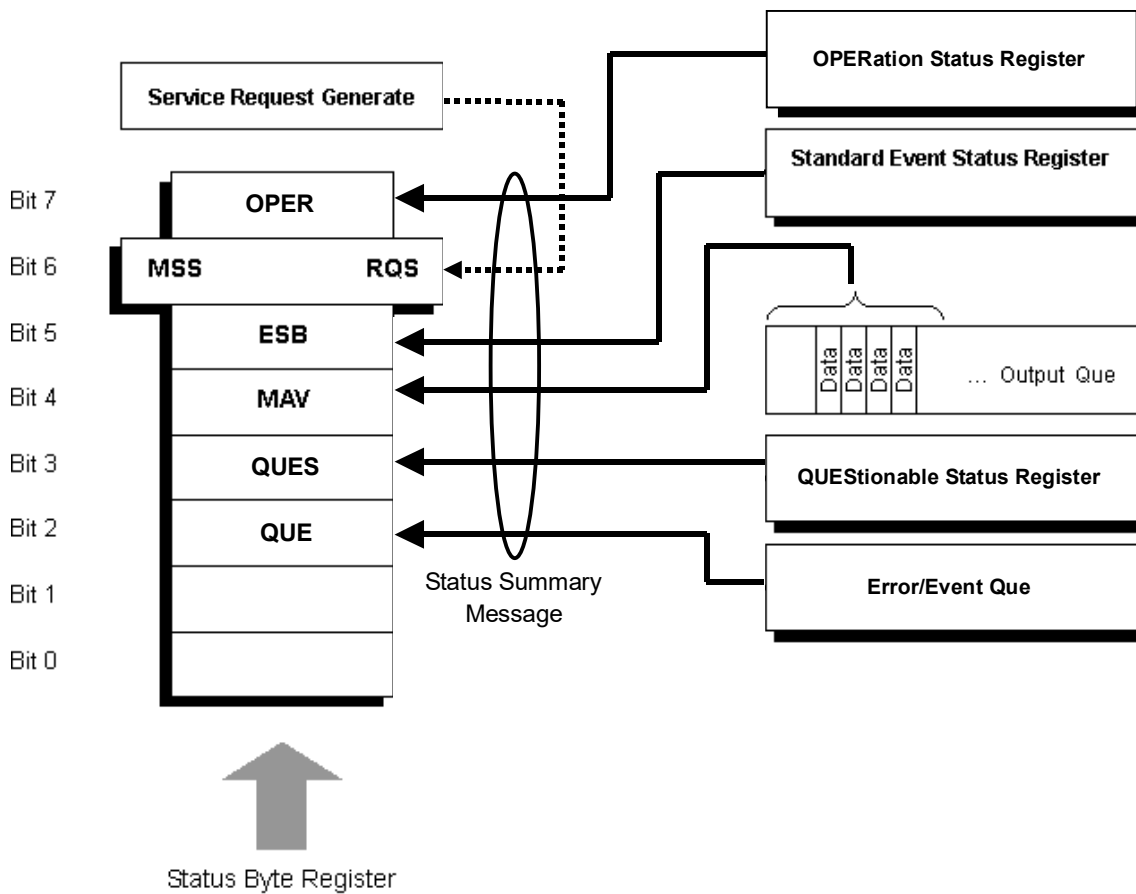 OPERation Status Register
Service Request Generate
Standard Event Status Register
Bit 7
OPER
Bit 6
MSS RQS
Bit 5
ESB
Data Data Data Data ... Output Que
Bit 4
MAV
Bit 3
QUES
QUEStionable Status Register
Bit 2
QUE
Status Summary
Message
Error/Event Que
Bit 1
Bit 0
Status Byte Register